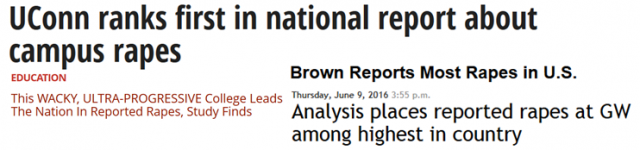 UConn ranks first in national report about
campus rapes
EDUCATION
This WACKY, ULTRA-PROGRESSIVE College Leads
The Nation In Reported Rapes, Study Finds
Brown Reports Most Rapes in U.S.
Thursday, June 9, 2016 3:55 p.m.
Analysis places reported rapes at GW
among highest in country